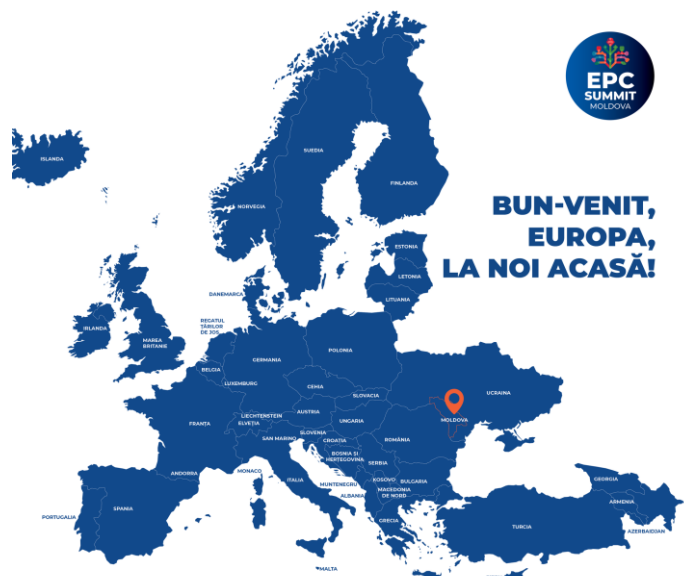 EPC
SUMMIT
MOLDOVA
BUN-VENIT,
EUROPA,
LA NOI ACASĂ!
ISLANDA
SUEDIA
FINLANDA
NORVEGIA
ESTONIA
LETONIA
LITUANIA
DANEMARCA
REGATUL
ȚĂRILOR
DE JOS
IRLANDA
MAREA
BRITANIE
POLONIA
GERMANIA
BELGIA
LUXEMBURG
CEHIA
SLOVACIA
UCRAINA
LIECHTENSTEIN
AUSTRIA
ELVEȚIA
UNGARIA
MOLDOVA
FRANȚA
SLOVENIA
SAN MARINO
CROATIA
ROMÂNIA
BOSNIA ȘI
HERȚEGOVINA
SERBIA
ANDORRA
MONACO
ITALIA
MUNTENEGRU
KOSOVO
BULGARIA
ALBANIA
MACEDONIA
DE NORD
GEORGIA
ARMENIA
AZERBAIDJAN
PORTUGALIA
SPANIA
GRECIA
TURCIA
MALTA